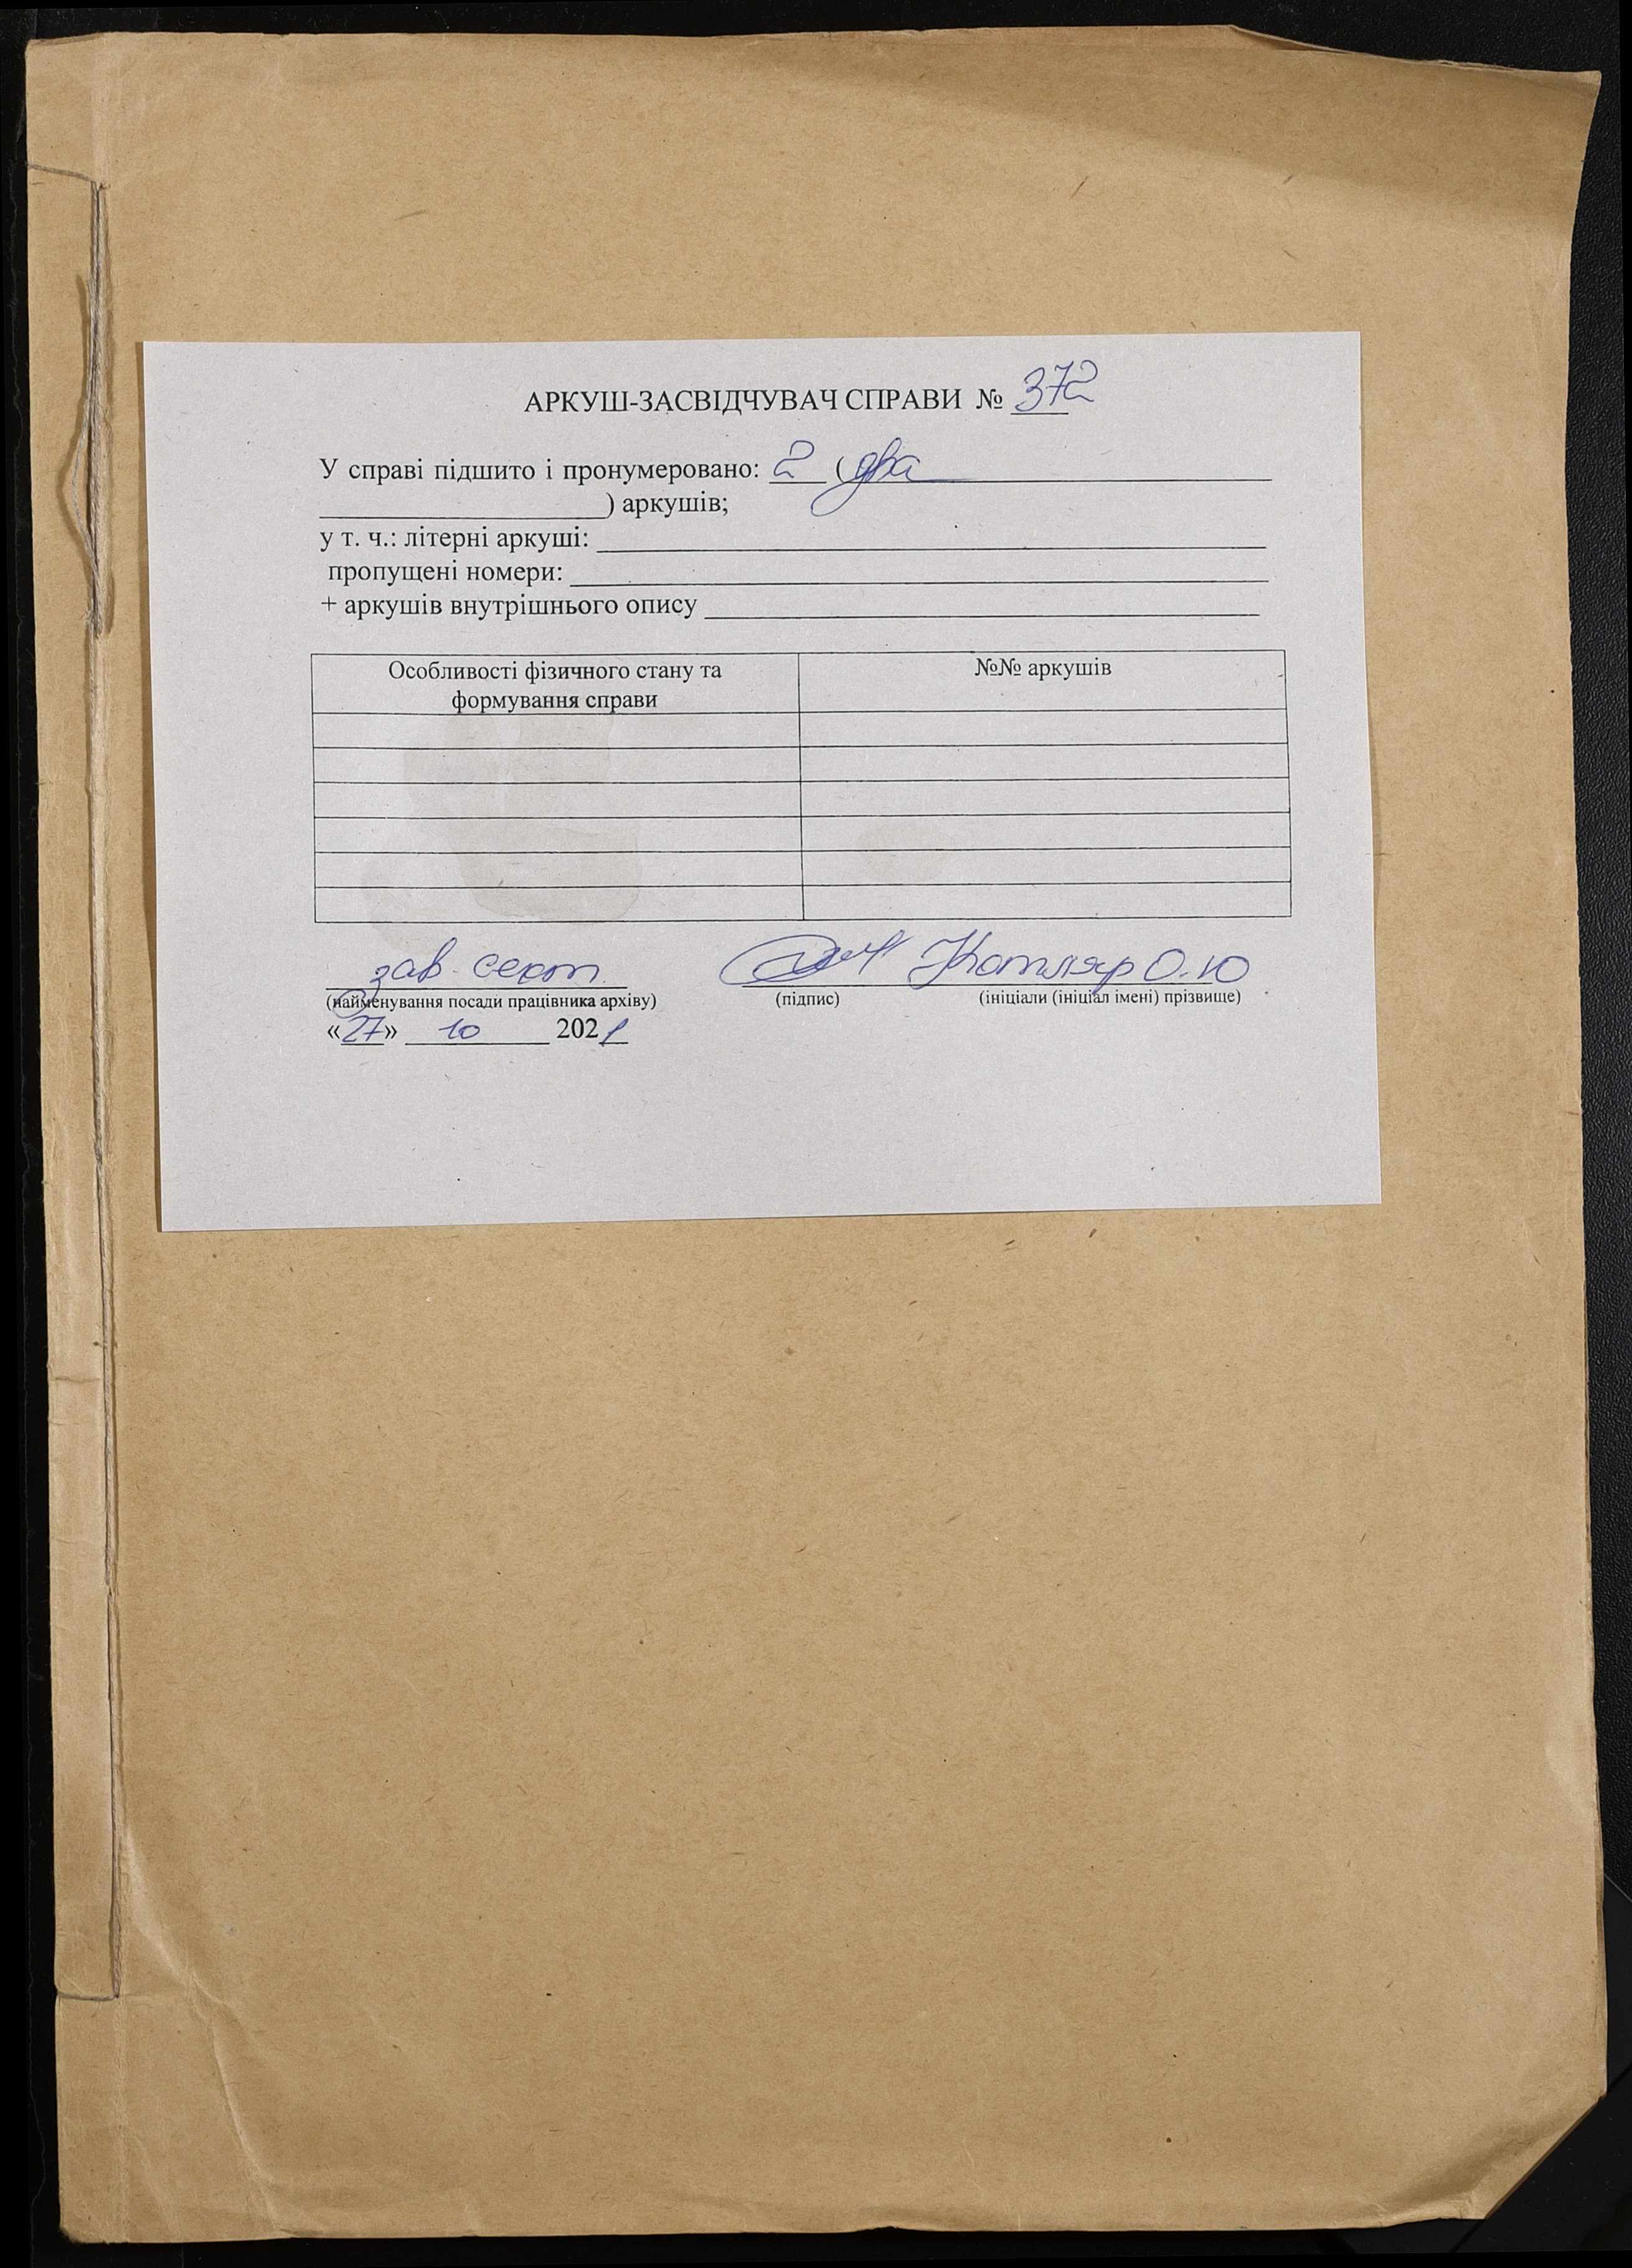 АРКУШ-ЗАСВІДЧУВАЧ СПРАВИ № 372
У справі підшито і пронумеровано: 2 (два
) аркушів;
у т. ч.: літерні аркуші:
пропущені номери:
+ аркушів внутрішнього опису
Особливості фізичного стану та формування справи №№ аркушів
зав. сект. Котляр О.Ю
(найменування посади працівника архіву) (підпис) (ініціали (ініціал імені) прізвище)
«27» 10 2021